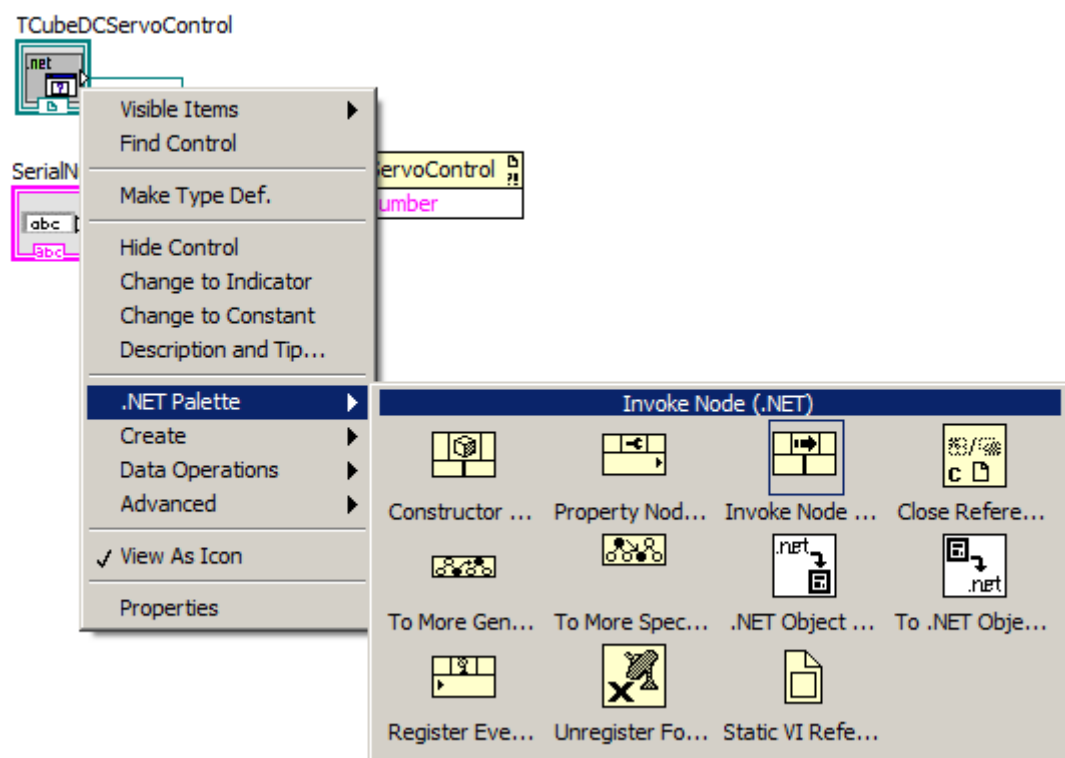 TCubeDCServoControl
.net
?
Visible Items
Find Control
SerialN
ervoControl ?!
Make Type Def.
umber
abc
abc
Hide Control
Change to Indicator
Change to Constant
Description and Tip...
.NET Palette
Invoke Node (.NET)
Create
Data Operations
Advanced
C
Constructor ... Property Nod... Invoke Node ... Close Refere...
View As Icon
.net
.net
Properties
To More Gen... To More Spec... .NET Object ... To .NET Obje...
Register Eve... Unregister Fo... Static VI Refe...